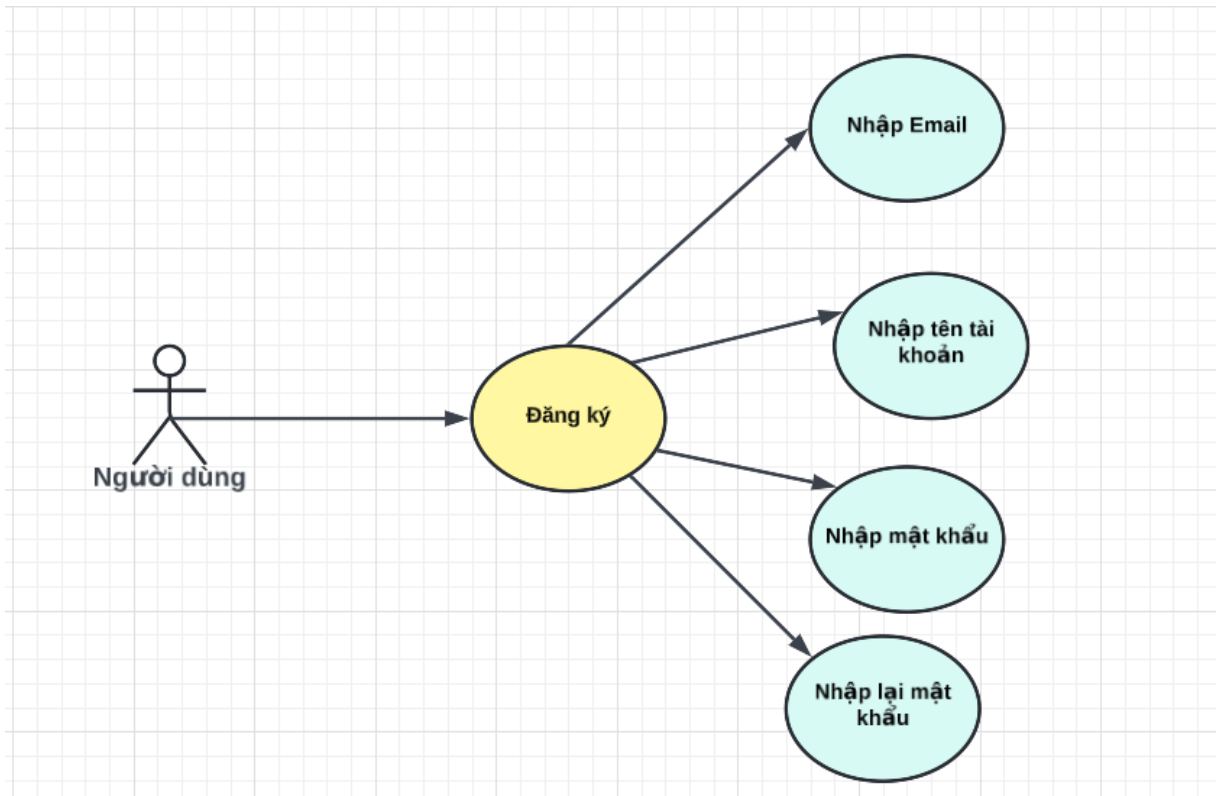 Nhập Email
Nhập tên tài
khoản
Đăng ký
Người dùng
Nhập mật khẩu
Nhập lại mật
khẩu